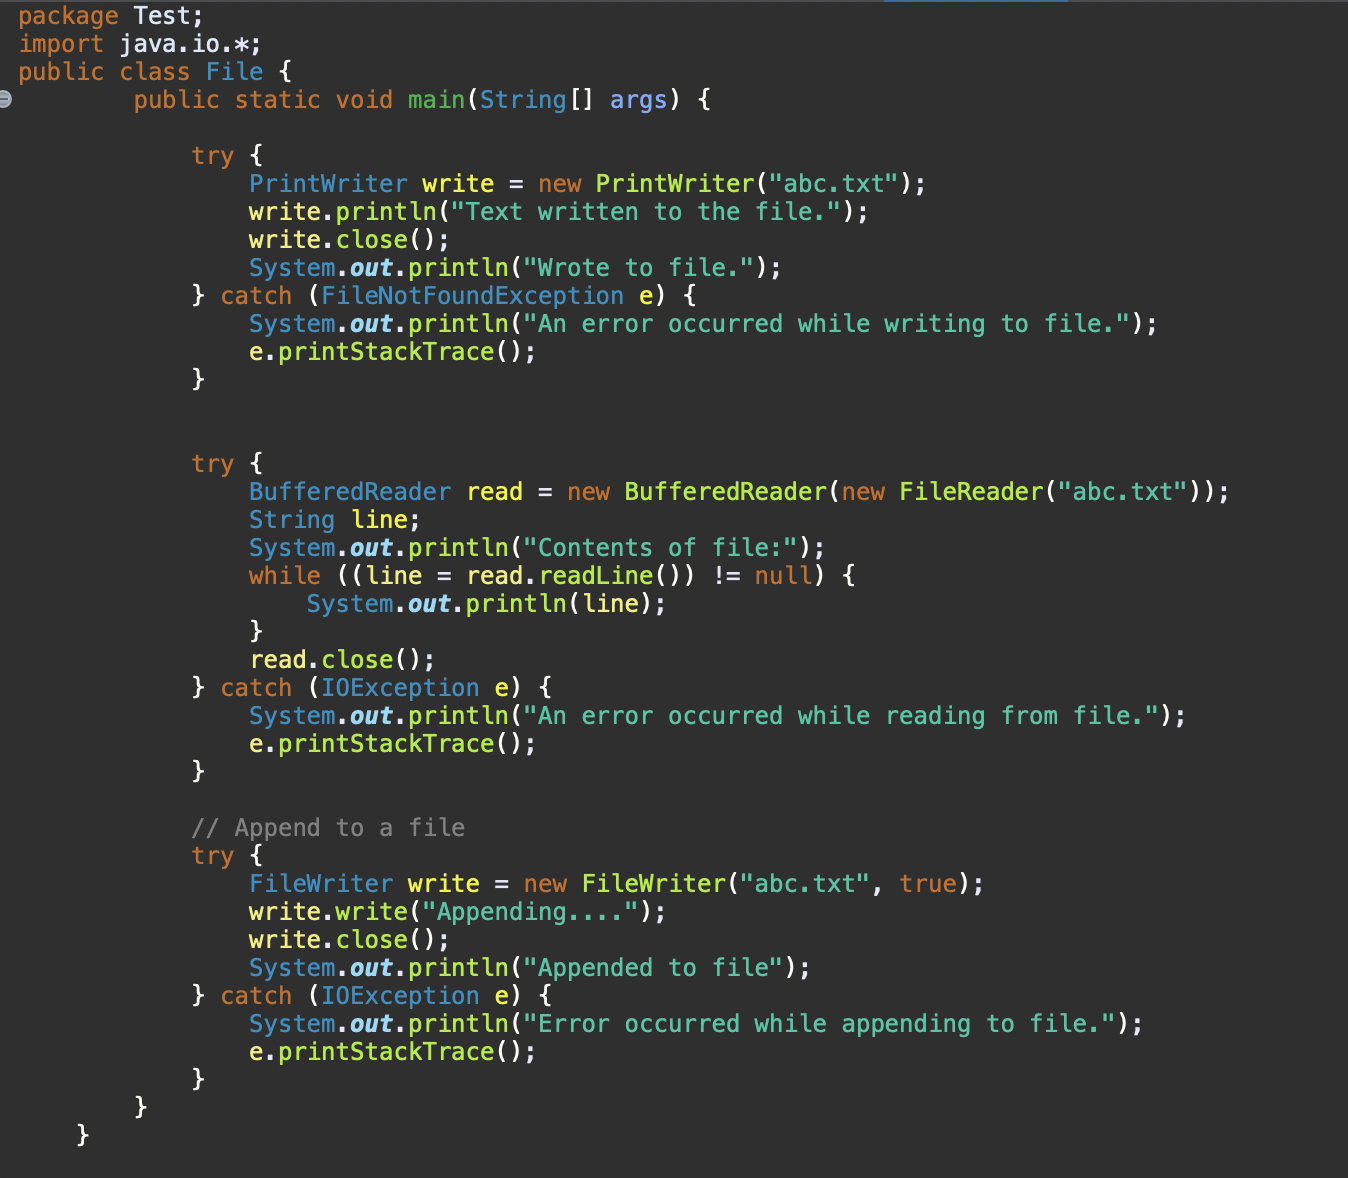 package Test;
import java.io.*;
public class File {
public static void main(String[] args) {
try {
PrintWriter write = new PrintWriter("abc.txt");
write.println("Text written to the file.");
write.close();
System.out.println("Wrote to file.");
} catch (FileNotFoundException e) {
System.out.println("An error occurred while writing to file.");
e.printStackTrace();
}
try {
BufferedReader read = new BufferedReader(new FileReader("abc.txt"));
String line;
System.out.println("Contents of file:");
while ((line = read.readLine()) != null) {
System.out.println(line);
}
read.close();
} catch (IOException e) {
System.out.println("An error occurred while reading from file.");
e.printStackTrace();
}
// Append to a file
try {
FileWriter write = new FileWriter("abc.txt", true);
write.write("Appending....");
write.close();
System.out.println("Appended to file");
} catch (IOException e) {
System.out.println("Error occurred while appending to file.");
e.printStackTrace();
}
}
}